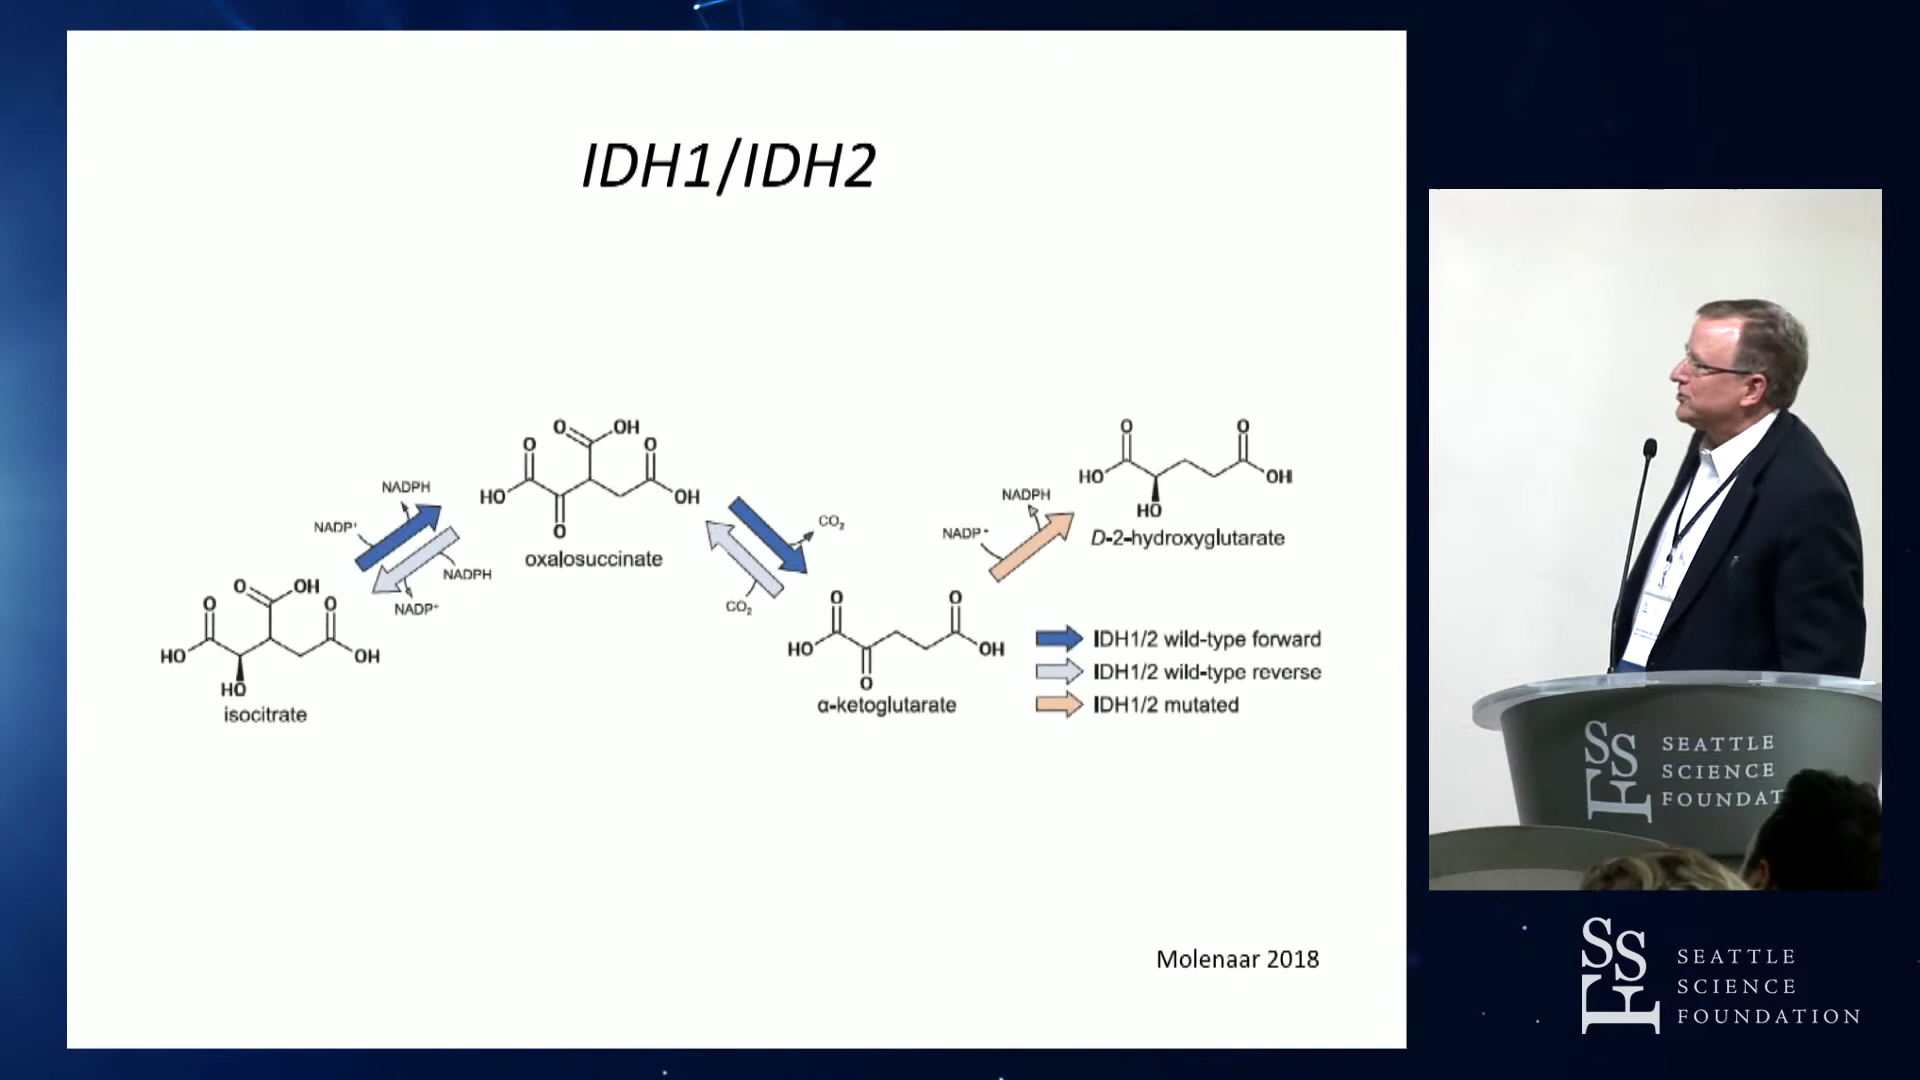 IDH1/IDH2
O
OH
O
O
HO
OH
O
oxalosuccinate
NADPH
NADP+
NADPH
NADP+
O
OH
O
O
HO
OH
HO
isocitrate
CO2
CO2
O
O
HO
OH
O
α-ketoglutarate
NADPH
NADP+
O
O
HO
OH
HO
D-2-hydroxyglutarate
IDH1/2 wild-type forward
IDH1/2 wild-type reverse
IDH1/2 mutated
Molenaar 2018
SSF
SEATTLE
SCIENCE
FOUNDAT
SSF
SEATTLE
SCIENCE
FOUNDATION